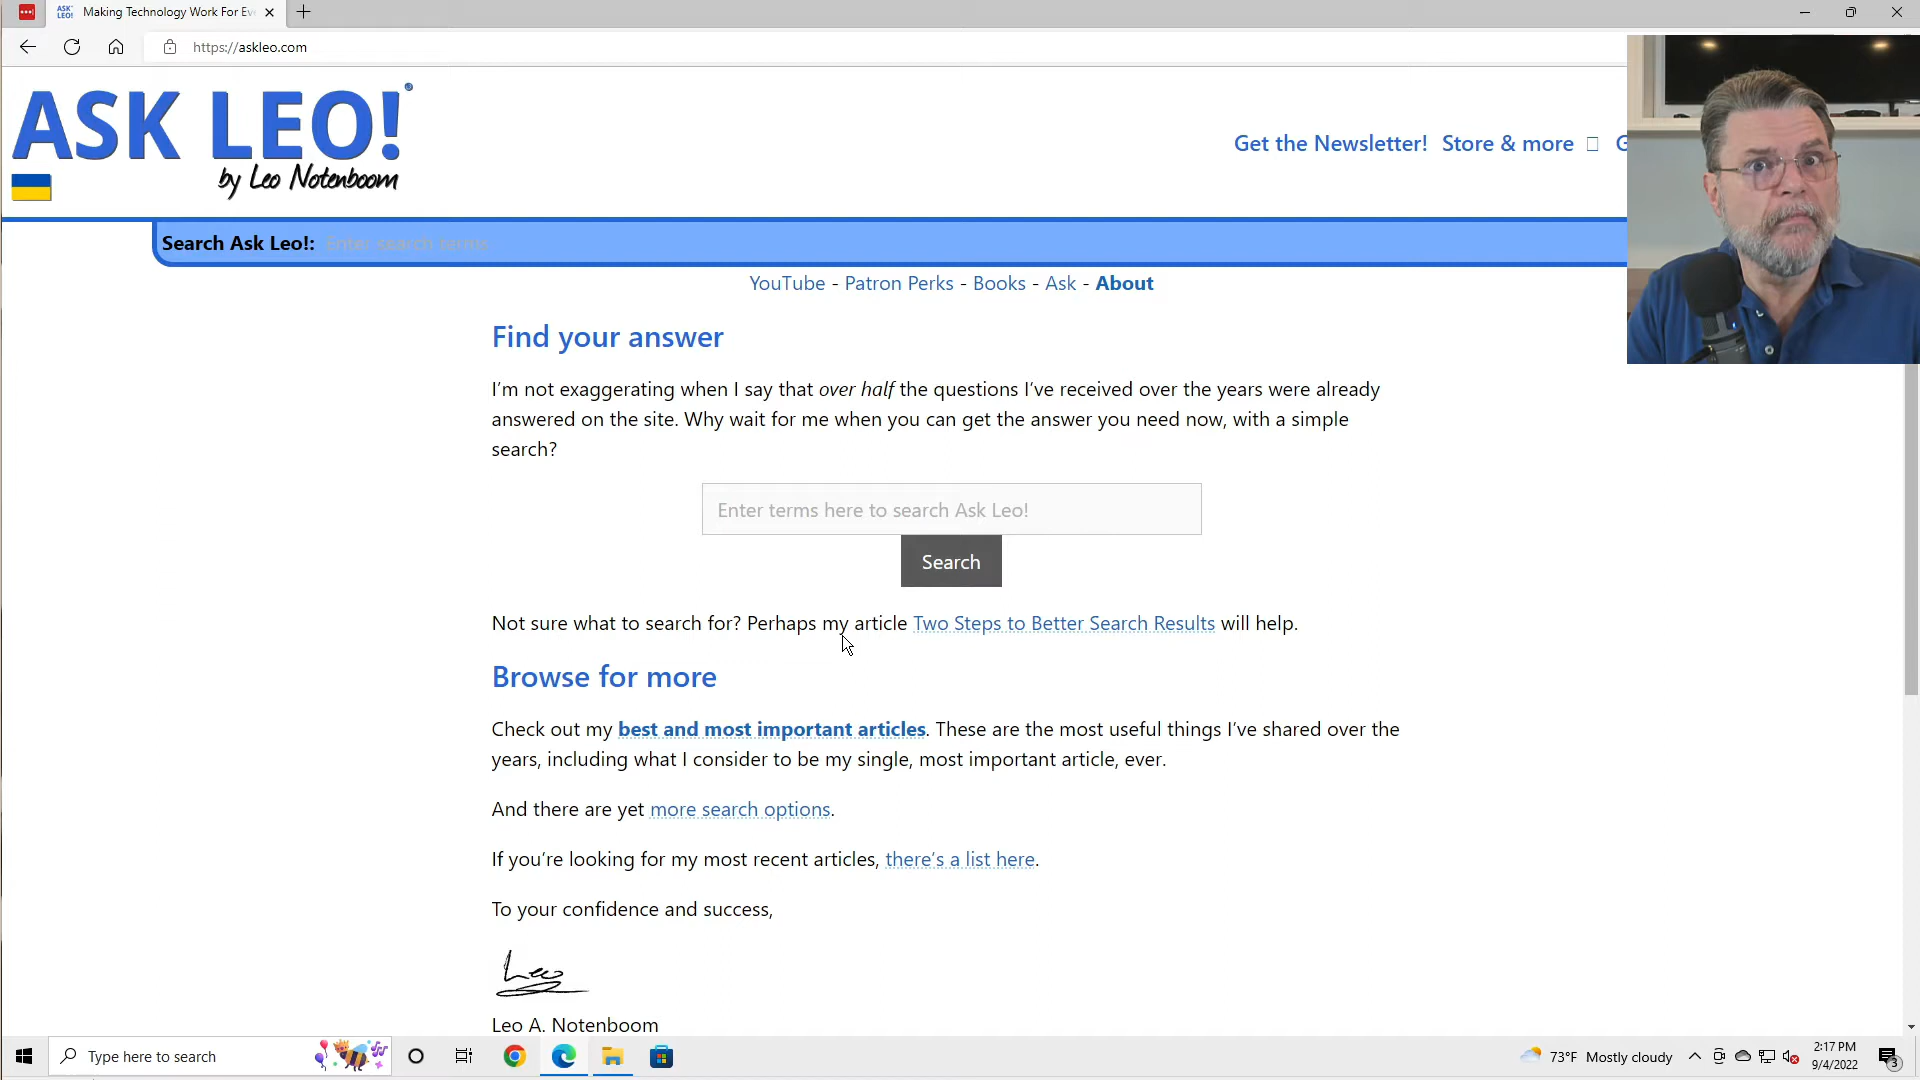 ASK LEO!
Making Technology Work For Ev
https://askleo.com
ASK LEO!
by Leo Notenboom
Get the Newsletter! Store & more
Search Ask Leo!: Enter search terms
YouTube - Patron Perks - Books - Ask - About
Find your answer
I'm not exaggerating when I say that over half the questions I've received over the years were already
answered on the site. Why wait for me when you can get the answer you need now, with a simple
search?
Enter terms here to search Ask Leo!
Search
Not sure what to search for? Perhaps my article Two Steps to Better Search Results will help.
Browse for more
Check out my best and most important articles. These are the most useful things I've shared over the
years, including what I consider to be my single, most important article, ever.
And there are yet more search options.
If you're looking for my most recent articles, there's a list here.
To your confidence and success,
Leo
Leo A. Notenboom
Type here to search
73°F Mostly cloudy
2:17 PM
9/4/2022
3